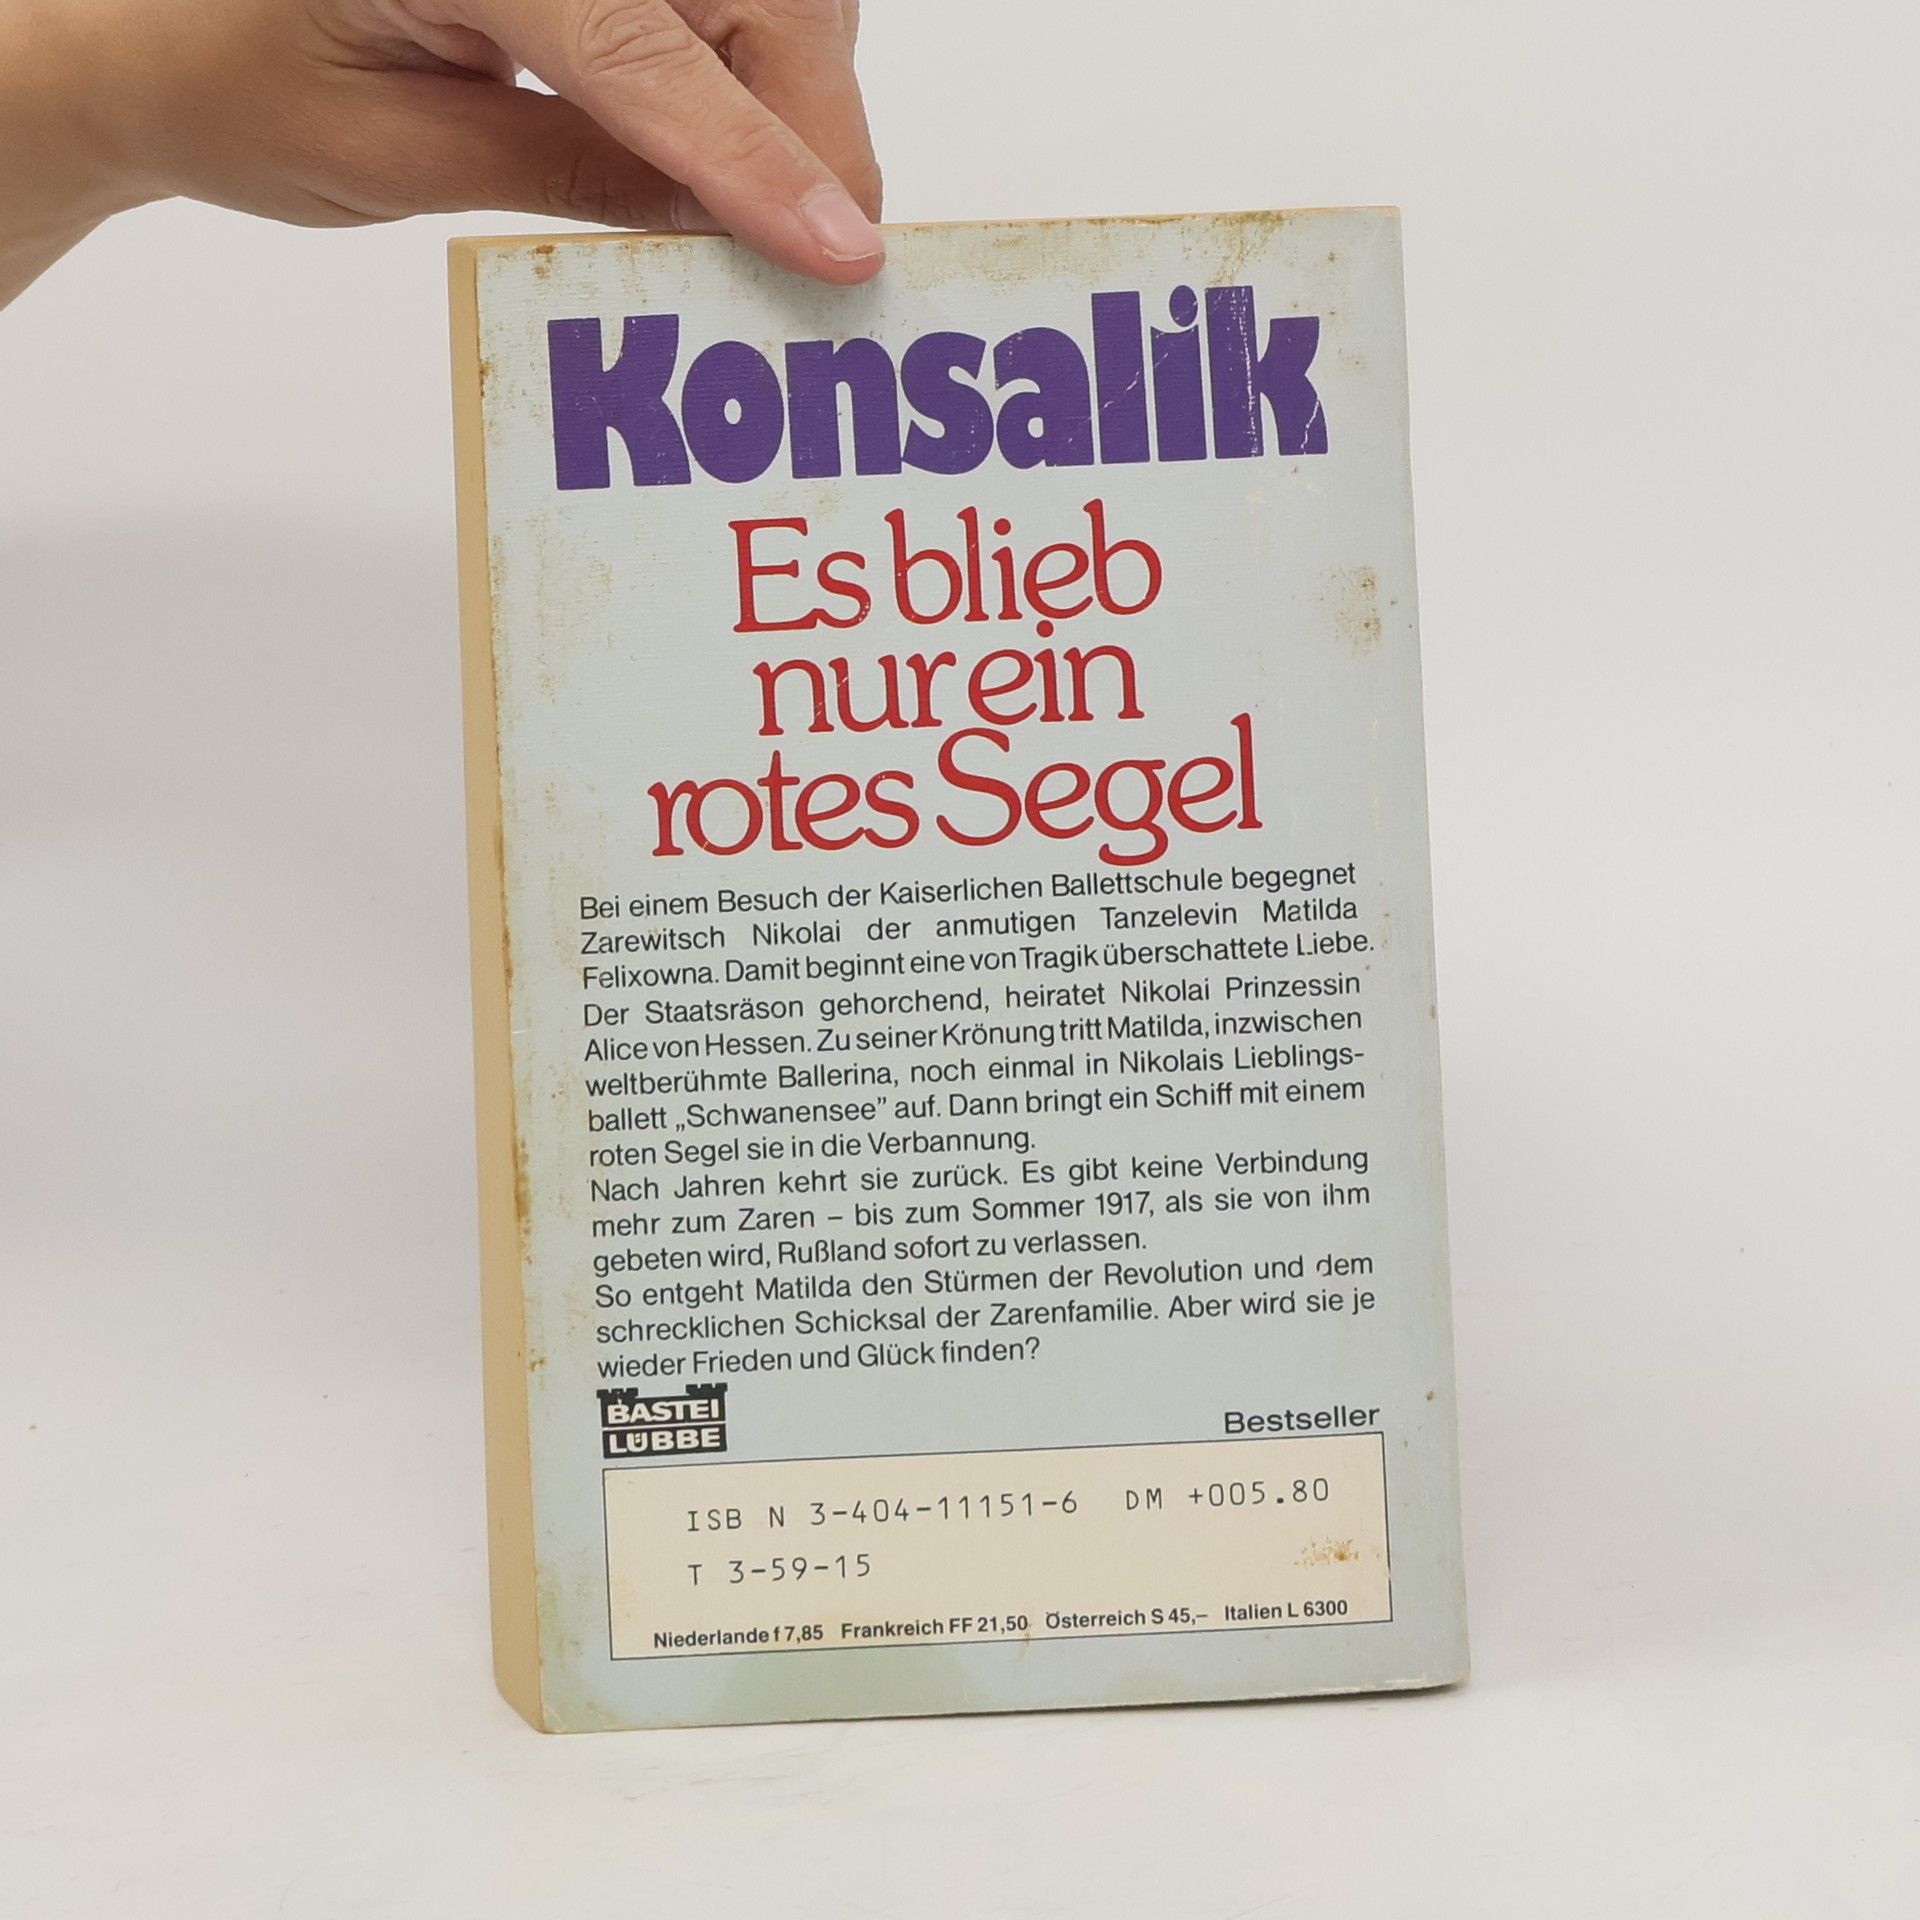 Konsalik
Es blieb
nur ein
rotes Segel
Bei einem Besuch der Kaiserlichen Ballettschule begegnet
Zarewitsch Nikolai der anmutigen Tanzelevin Matilda
Felixowna. Damit beginnt eine von Tragik überschattete Liebe.
Der Staatsräson gehorchend, heiratet Nikolai Prinzessin
Alice von Hessen. Zu seiner Krönung tritt Matilda, inzwischen
weltberühmte Ballerina, noch einmal in Nikolais Lieblings-
ballett „Schwanensee” auf. Dann bringt ein Schiff mit einem
roten Segel sie in die Verbannung.
Nach Jahren kehrt sie zurück. Es gibt keine Verbindung
mehr zum Zaren – bis zum Sommer 1917, als sie von ihm
gebeten wird, Rußland sofort zu verlassen.
So entgeht Matilda den Stürmen der Revolution und dem
schrecklichen Schicksal der Zarenfamilie. Aber wird sie je
wieder Frieden und Glück finden?
BASTEI
LÜBBE
Bestseller
ISB N 3-404-11151-6 DM +005.80
T 3-59-15
Niederlande f 7,85 Frankreich FF 21,50 Österreich S 45,– Italien L 6300